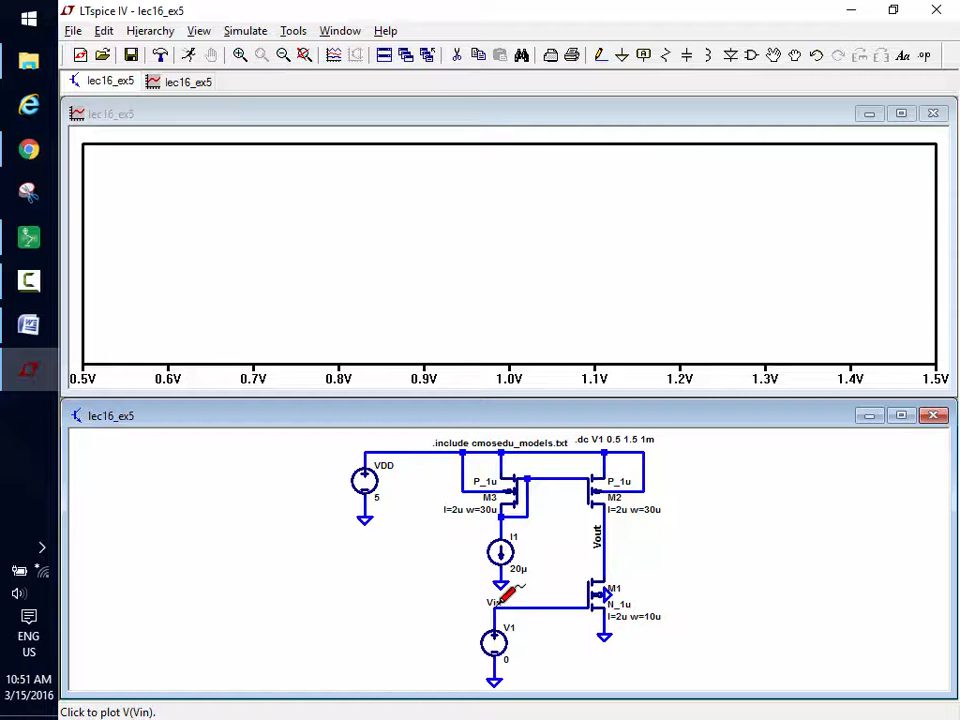 LTspice IV - lec16_ex5
File Edit Hierarchy View Simulate Tools Window Help
Aa .op
lec16_ex5 lec16_ex5
lec16_ex5
0.5V 0.6V 0.7V 0.8V 0.9V 1.0V 1.1V 1.2V 1.3V 1.4V 1.5V
lec16_ex5
.include cmosedu_models.txt .dc V1 0.5 1.5 1m
VDD
5
P_1u
M3
l=2u w=30u
P_1u
M2
l=2u w=30u
I1
20µ
Vout
M1
N_1u
l=2u w=10u
Vin
V1
0
ENG
US
10:51 AM
3/15/2016
Click to plot V(Vin).